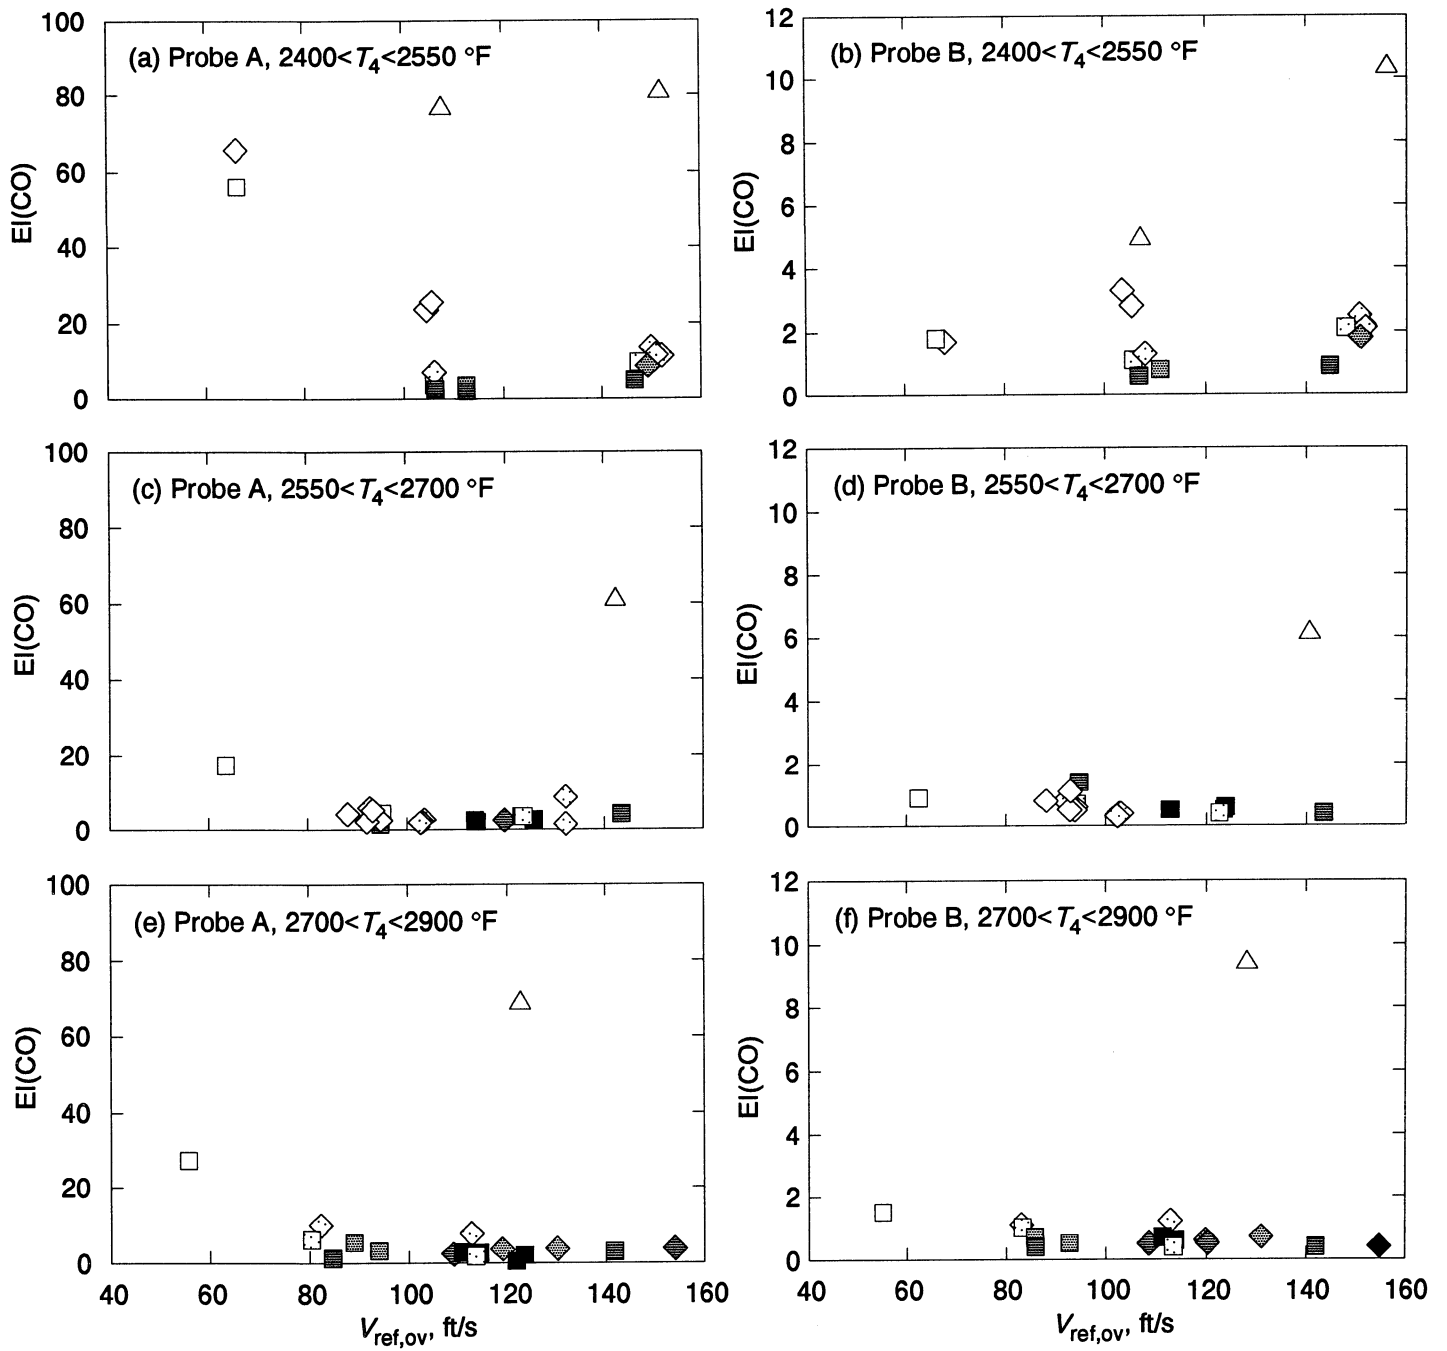 (a) Probe A, 2400<T4<2550 °F
100
80
60
40
20
0
EI(CO)
(b) Probe B, 2400<T4<2550 °F
12
10
8
6
4
2
0
EI(CO)
(c) Probe A, 2550<T4<2700 °F
100
80
60
40
20
0
EI(CO)
(d) Probe B, 2550<T4<2700 °F
12
10
8
6
4
2
0
EI(CO)
(e) Probe A, 2700<T4<2900 °F
100
80
60
40
20
0
EI(CO)
40 60 80 100 120 140 160
Vref,ov, ft/s
(f) Probe B, 2700<T4<2900 °F
12
10
8
6
4
2
0
EI(CO)
40 60 80 100 120 140 160
Vref,ov, ft/s